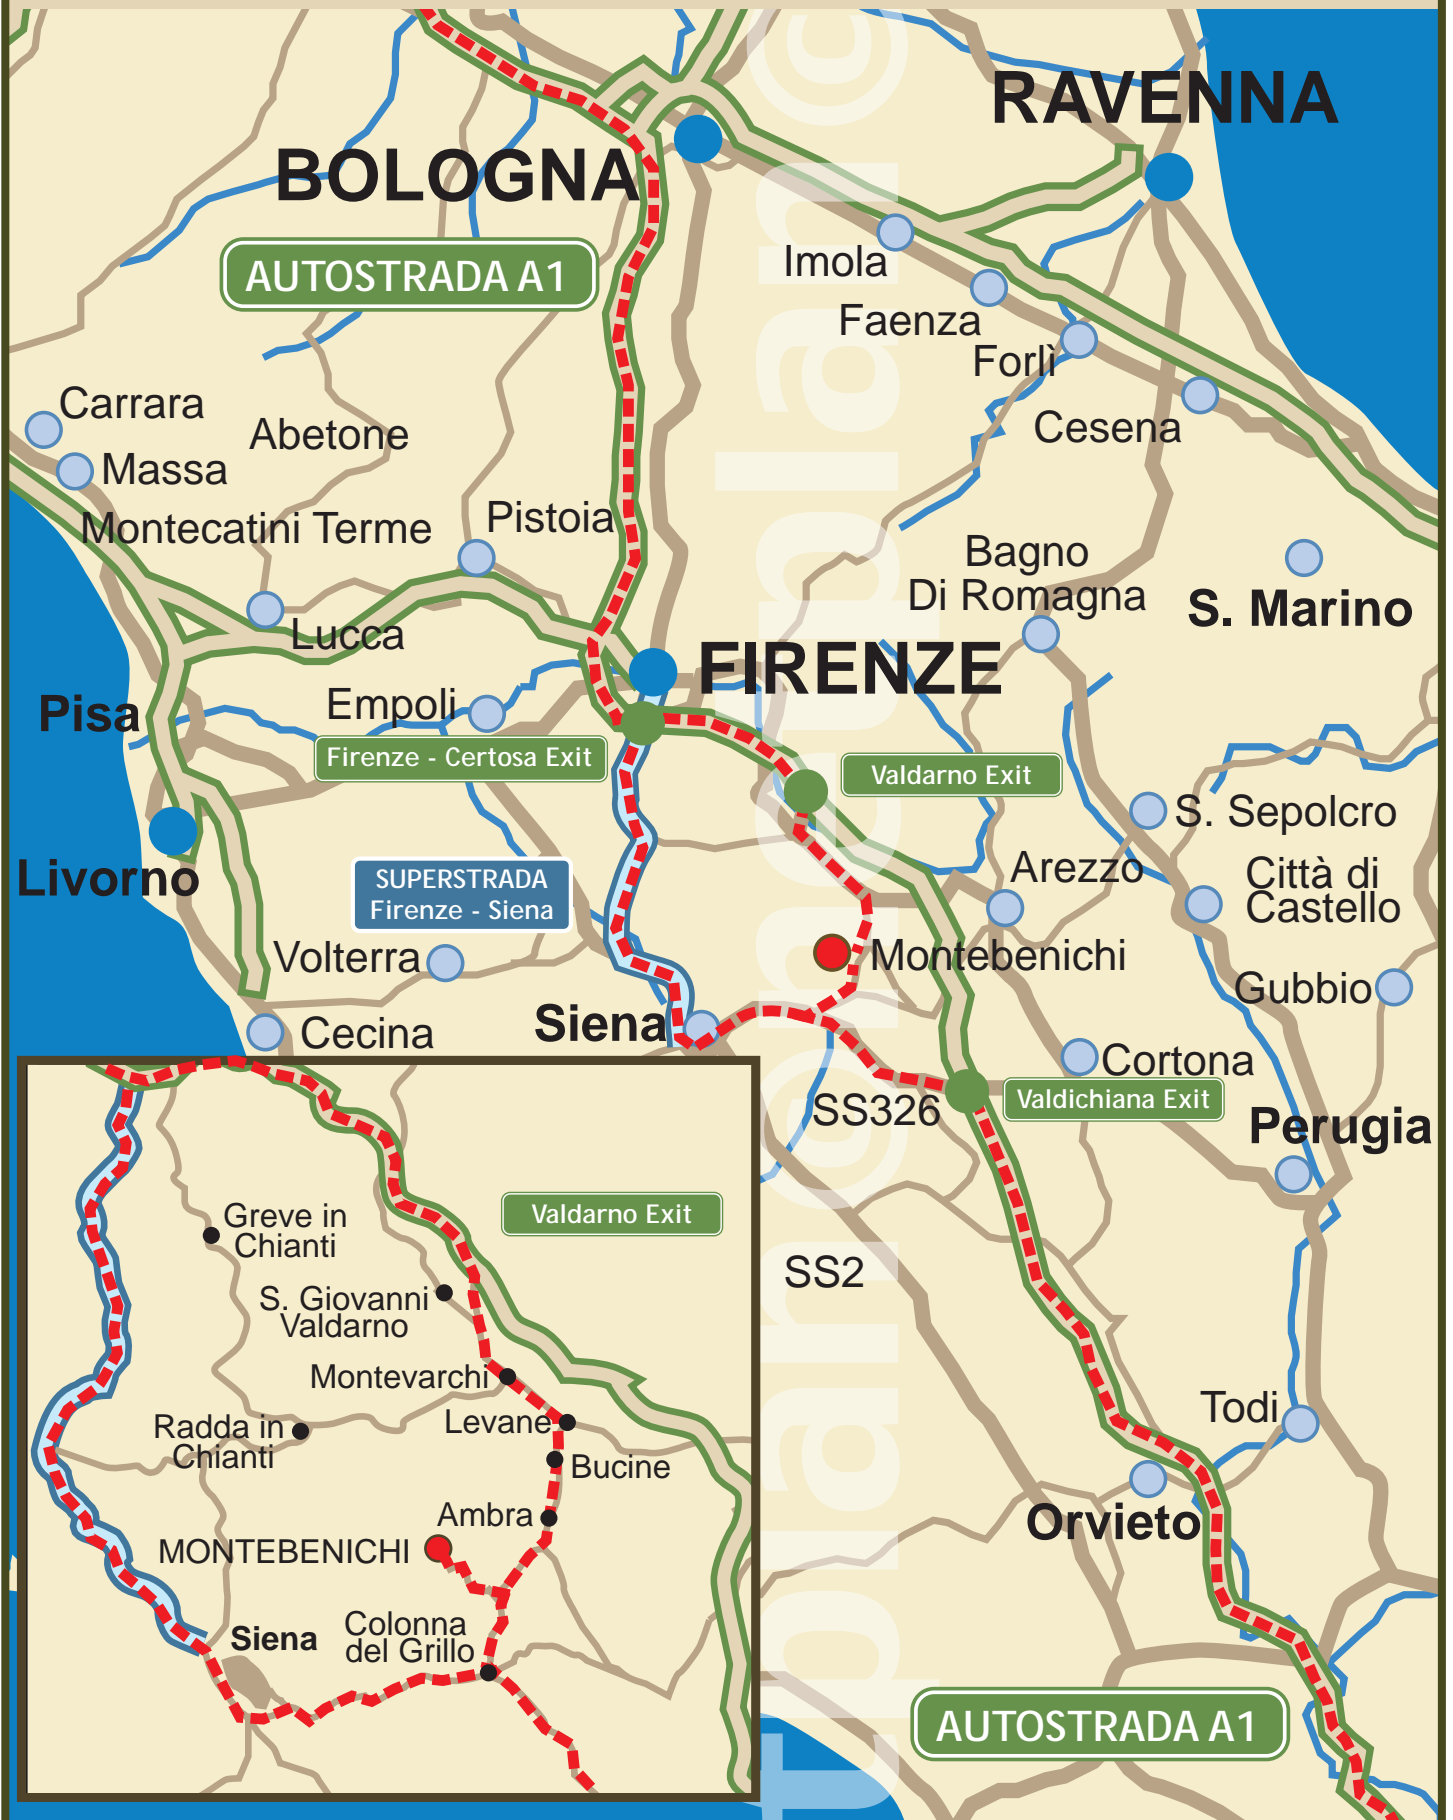 RAVENNA
BOLOGNA
AUTOSTRADA A1
Imola
Faenza
Forlì
Cesena
Carrara
Abetone
Massa
Montecatini Terme
Pistoia
Bagno
Di Romagna
S. Marino
Lucca
FIRENZE
Pisa
Empoli
Firenze - Certosa Exit
Valdarno Exit
S. Sepolcro
Livorno
SUPERSTRADA
Firenze - Siena
Arezzo
Città di
Castello
Volterra
Montebenichi
Gubbio
Cecina
Siena
Cortona
SS326
Valdichiana Exit
Perugia
SS2
Todi
Orvieto
AUTOSTRADA A1
Valdarno Exit
Greve in
Chianti
S. Giovanni
Valdarno
Montevarchi
Radda in
Chianti
Levane
Bucine
Ambra
MONTEBENICHI
Siena
Colonna
del Grillo